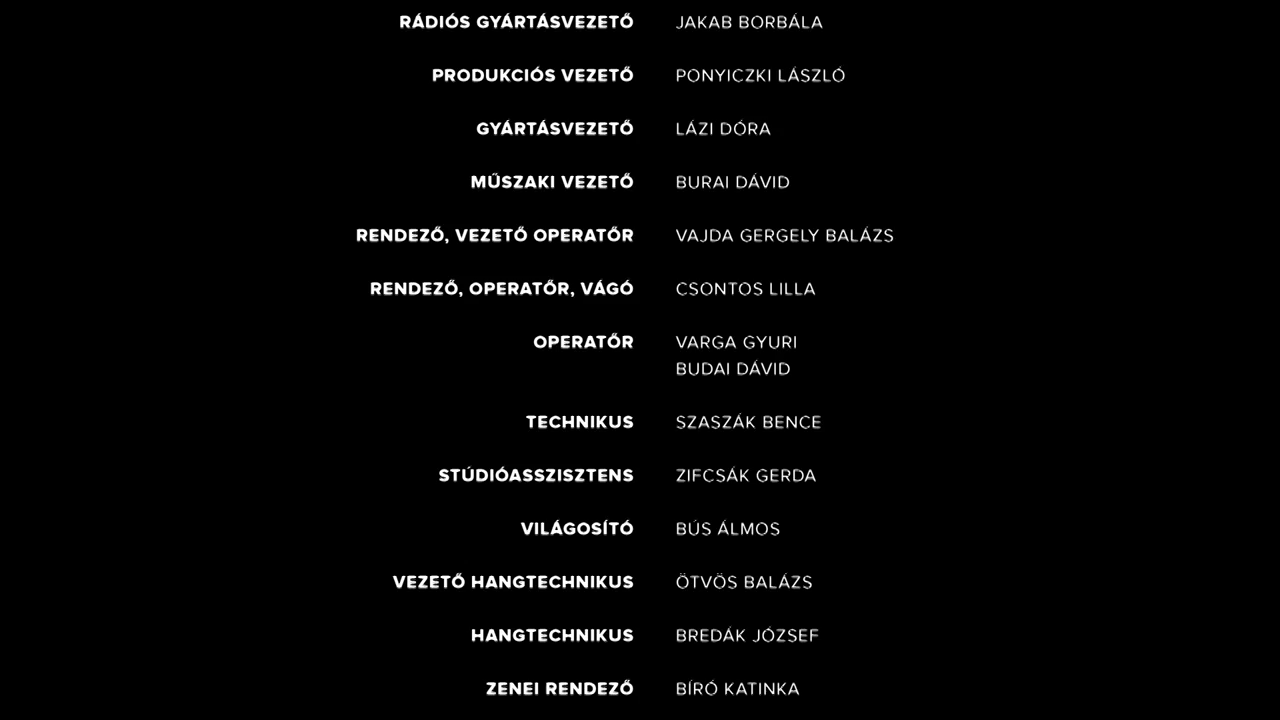 RÁDIÓS GYÁRTÁSVEZETŐ JAKAB BORBÁLA
PRODUKCIÓS VEZETŐ PONYICZKI LÁSZLÓ
GYÁRTÁSVEZETŐ LÁZI DÓRA
MŰSZAKI VEZETŐ BURAI DÁVID
RENDEZŐ, VEZETŐ OPERATŐR VAJDA GERGELY BALÁZS
RENDEZŐ, OPERATŐR, VÁGÓ CSONTOS LILLA
OPERATŐR VARGA GYURI
BUDAI DÁVID
TECHNIKUS SZASZÁK BENCE
STÚDIÓASSZISZTENS ZIFCSÁK GERDA
VILÁGOSÍTÓ BÚS ÁLMOS
VEZETŐ HANGTECHNIKUS ÖTVÖS BALÁZS
HANGTECHNIKUS BREDÁK JÓZSEF
ZENEI RENDEZŐ BÍRÓ KATINKA